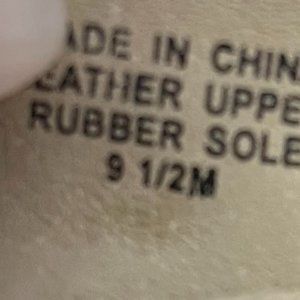 ADE IN CHIN
EATHER UPPE
RUBBER SOLE
9 1/2M